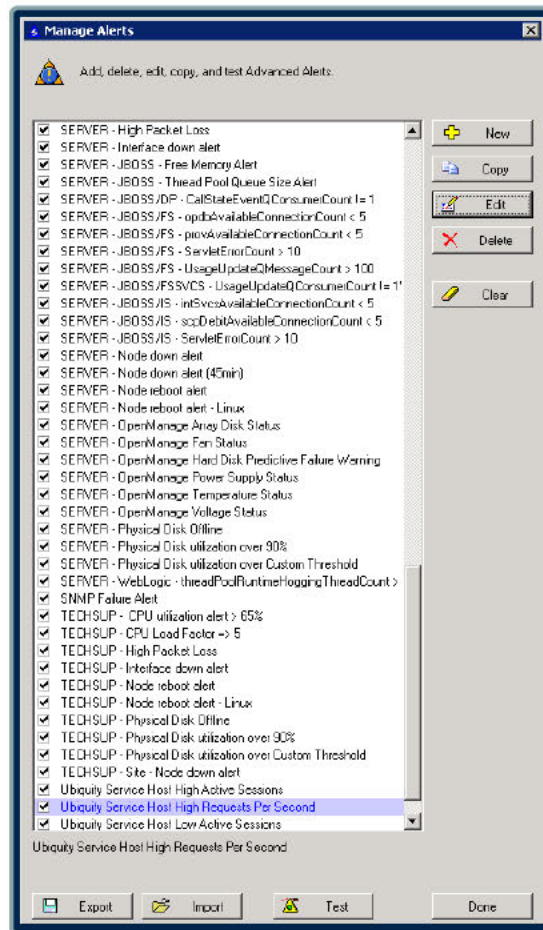 Manage Alerts
Add, delete, edit, copy, and test Advanced Alerts.
SERVER - High Packet Loss
SERVER - Interface down alert
SERVER - JBOSS - Free Memory Alert
SERVER - JBOSS - Thread Pool Queue Size Alert
SERVER - JBOSS/DP - CallStateEventQConsumerCount != 1
SERVER - JBOSS/FS - opdbAvailableConnectionCount < 5
SERVER - JBOSS/FS - provAvailableConnectionCount < 5
SERVER - JBOSS/FS - ServletErrorCount > 10
SERVER - JBOSS/FS - UsageUpdateQMessageCount > 100
SERVER - JBOSS/FSSVCS - UsageUpdateQConsumerCount != 1'
SERVER - JBOSS/IS - intSvcsAvailableConnectionCount < 5
SERVER - JBOSS/IS - scpDebitAvailableConnectionCount < 5
SERVER - JBOSS/IS - ServletErrorCount > 10
SERVER - Node down alert
SERVER - Node down alert (45min)
SERVER - Node reboot alert
SERVER - Node reboot alert - Linux
SERVER - OpenManage Array Disk Status
SERVER - OpenManage Fan Status
SERVER - OpenManage Hard Disk Predictive Failure Warning
SERVER - OpenManage Power Supply Status
SERVER - OpenManage Temperature Status
SERVER - OpenManage Voltage Status
SERVER - Physical Disk Offline
SERVER - Physical Disk utilization over 90%
SERVER - Physical Disk utilization over Custom Threshold
SERVER - WebLogic - threadPoolRuntimeHoggingThreadCount >
SNMP Failure Alert
TECHSUP - CPU utilization alert > 65%
TECHSUP - CPU Load Factor => 5
TECHSUP - High Packet Loss
TECHSUP - Interface down alert
TECHSUP - Node reboot alert
TECHSUP - Node reboot alert - Linux
TECHSUP - Physical Disk Offline
TECHSUP - Physical Disk utilization over 90%
TECHSUP - Physical Disk utilization over Custom Threshold
TECHSUP - Site - Node down alert
Ubiquity Service Host High Active Sessions
Ubiquity Service Host High Requests Per Second
Ubiquity Service Host Low Active Sessions
New
Copy
Edit
Delete
Clear
Ubiquity Service Host High Requests Per Second
Export
Import
Test
Done